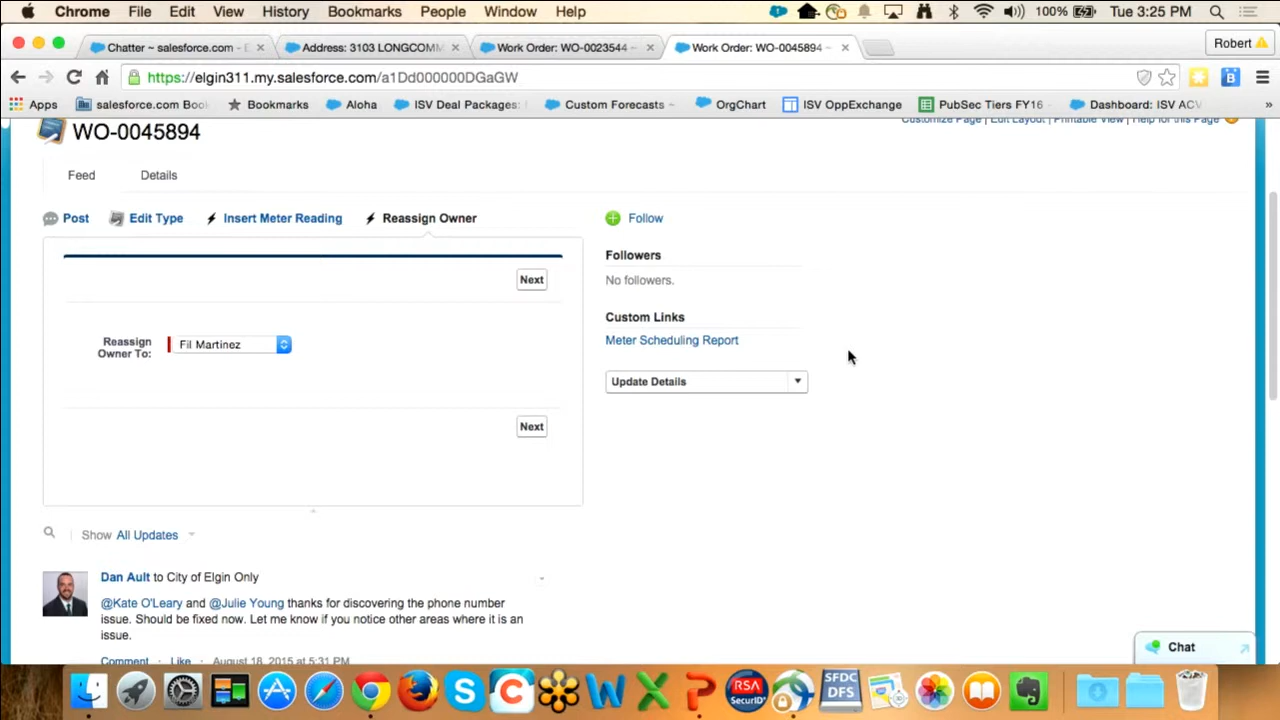 Chrome File Edit View History Bookmarks People Window Help 100% Tue 3:25 PM
Chatter ~ salesforce.com - E Address: 3103 LONGCOMM Work Order: WO-0023544 ~ Work Order: WO-0045894 ~ Robert
https://elgin311.my.salesforce.com/a1Dd000000DGaGW
Apps salesforce.com Book Bookmarks Aloha ISV Deal Packages: Custom Forecasts ~ OrgChart ISV OppExchange PubSec Tiers FY16 - Dashboard: ISV ACV »
WO-0045894
Customize Page | Edit Layout | Printable View | Help for this Page
Feed Details
Post Edit Type Insert Meter Reading Reassign Owner
Follow
Followers
No followers.
Custom Links
Meter Scheduling Report
Update Details
Next
Reassign
Owner To:
Fil Martinez
Next
Show All Updates
Dan Ault to City of Elgin Only
@Kate O'Leary and @Julie Young thanks for discovering the phone number
issue. Should be fixed now. Let me know if you notice other areas where it is an
issue.
Comment · Like · August 18, 2015 at 5:31 PM
Chat
RSA
SecurID
SFDC
DFS